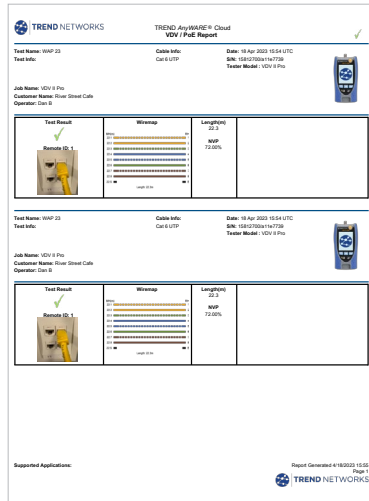 TREND NETWORKS
TREND AnyWARE® Cloud
VDV / PoE Report
Test Name: WAP 23
Cable Info:
Date: 18 Apr 2023 15:54 UTC
Test Info:
Cat 6 UTP
S/N: 15812700/a11e7739
Tester Model : VDV II Pro
Job Name: VDV II Pro
Customer Name: River Street Cafe
Operator: Dan B
Test Result
Wiremap
Length(m)
22.3
Remote ID: 1
NVP
72.00%
Test Name: WAP 23
Cable Info:
Date: 18 Apr 2023 15:54 UTC
Test Info:
Cat 6 UTP
S/N: 15812700/a11e7739
Tester Model : VDV II Pro
Job Name: VDV II Pro
Customer Name: River Street Cafe
Operator: Dan B
Test Result
Wiremap
Length(m)
22.3
Remote ID: 1
NVP
72.00%
Supported Applications:
Report Generated 4/18/2023 15:55
Page 1
TREND NETWORKS